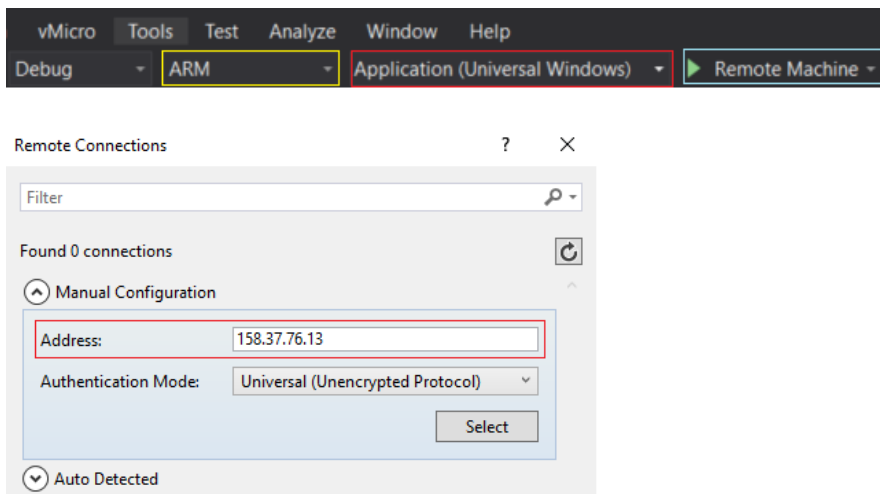 vMicro Tools Test Analyze Window Help
Debug ARM Application (Universal Windows) Remote Machine
Remote Connections ?
Filter
Found 0 connections
Manual Configuration
Address: 158.37.76.13
Authentication Mode: Universal (Unencrypted Protocol)
Select
Auto Detected